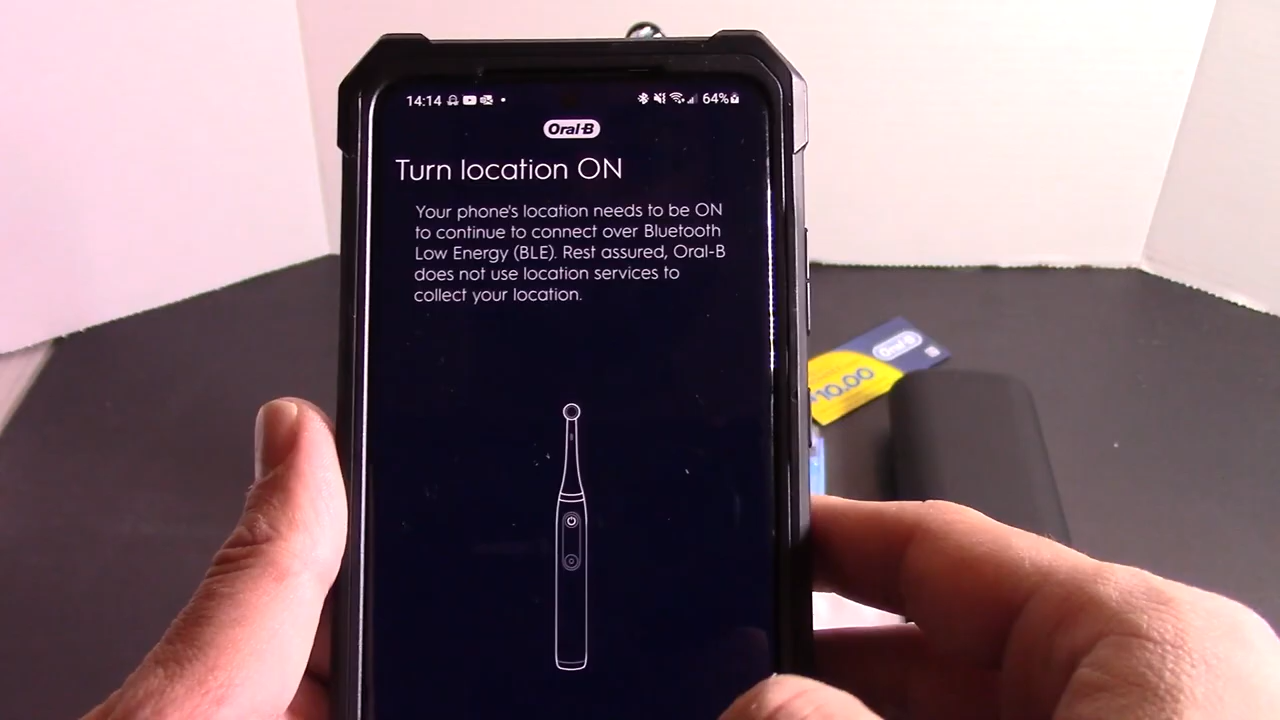 14:14
64%
Oral-B
Turn location ON
Your phone's location needs to be ON
to continue to connect over Bluetooth
Low Energy (BLE). Rest assured, Oral-B
does not use location services to
collect your location.
Oral-B
10.00